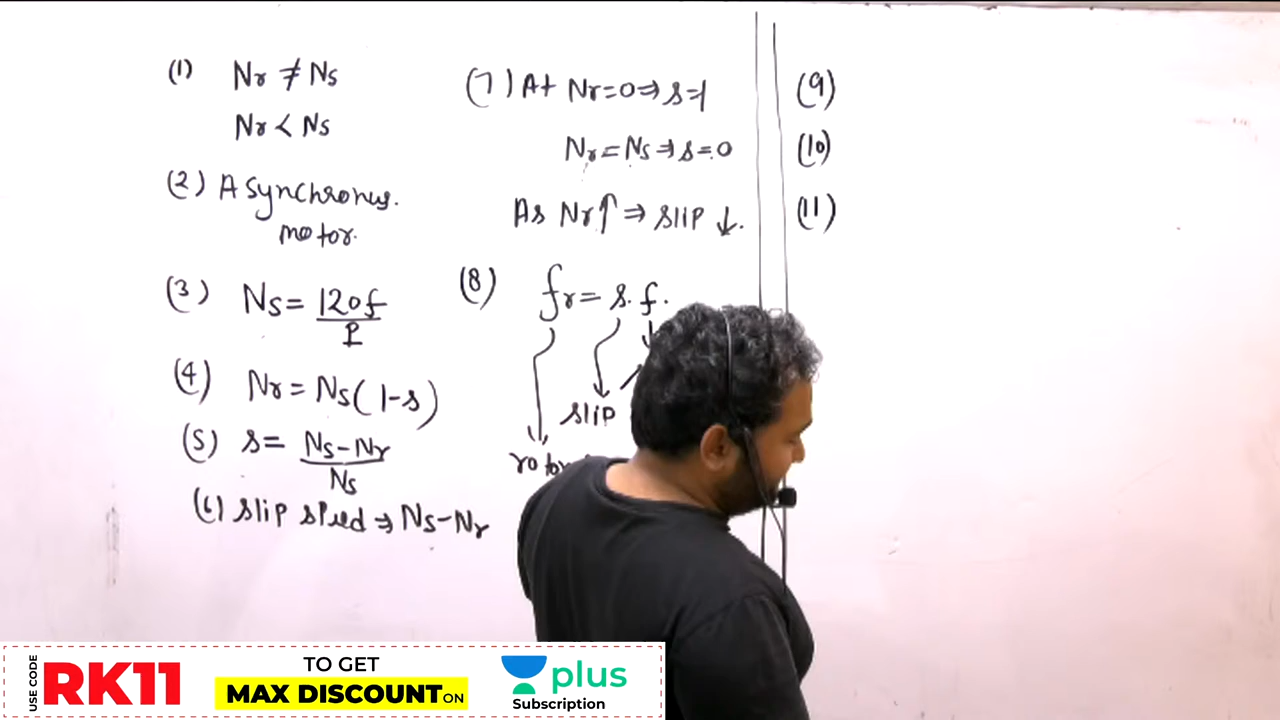 (1) Nr ≠ Ns
Nr < Ns
(2) Asynchronus.
motor.
(3) Ns = 120f/P
(4) Nr = Ns(1-s)
(5) s = Ns-Nr/Ns
(6) slip speed ⇒ Ns-Nr
(7) At Nr=0 ⇒ s=1
Nr = Ns ⇒ s=0
As Nr↑ ⇒ slip ↓.
(8) fr = s. f.
slip
rotor
(9)
(10)
(11)
USE CODE
RK11
TO GET
MAX DISCOUNT ON
plus
Subscription